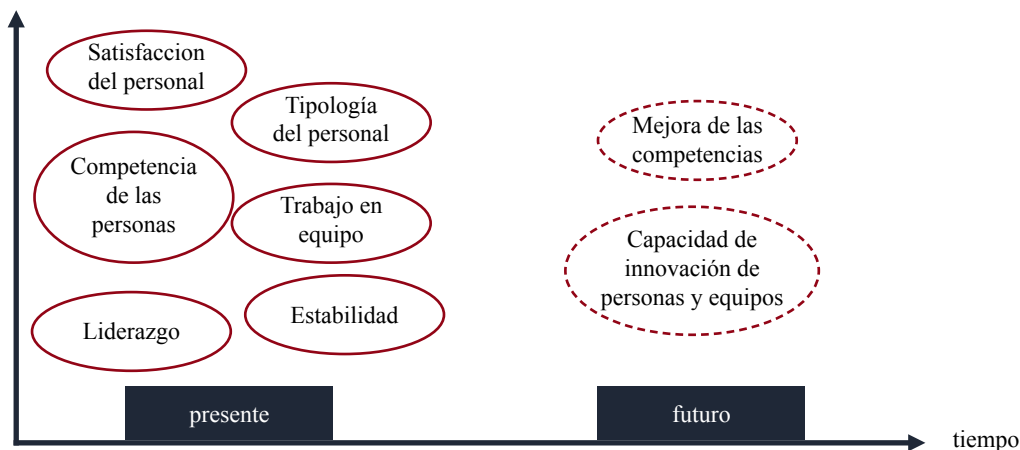 Satisfaccion
del personal
Tipología
del personal
Competencia
de las
personas
Trabajo en
equipo
Liderazgo
Estabilidad
Mejora de las
competencias
Capacidad de
innovación de
personas y equipos
presente
futuro
tiempo